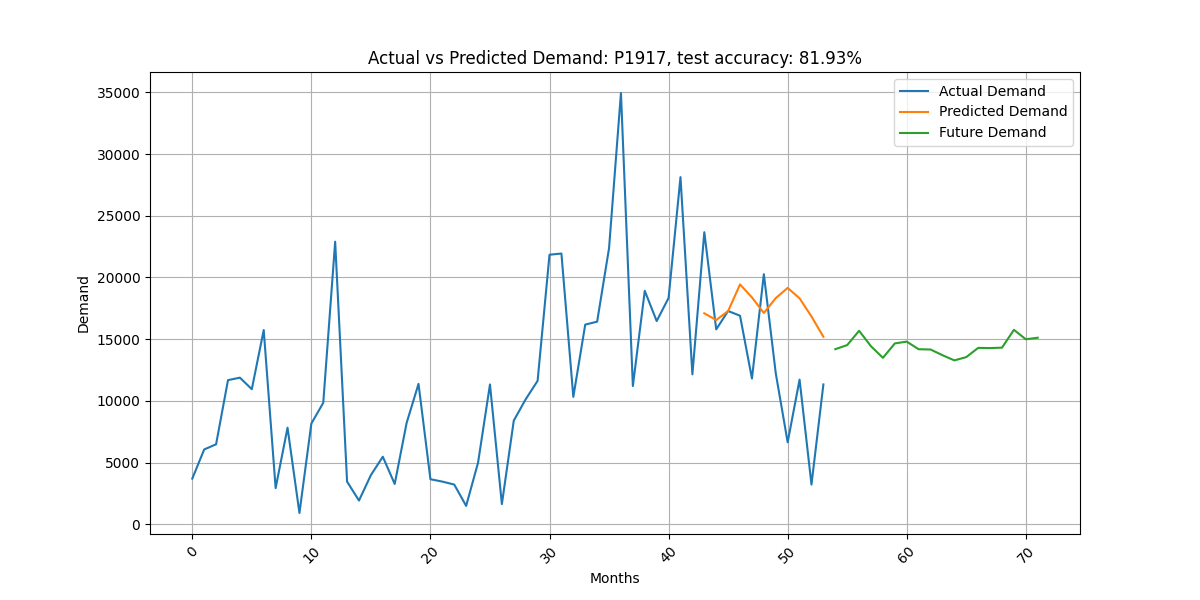 Actual vs Predicted Demand: P1917, test accuracy: 81.93%
Actual Demand
Predicted Demand
Future Demand
35000
30000
25000
20000
15000
10000
5000
0
Demand
0 10 20 30 40 50 60 70
Months